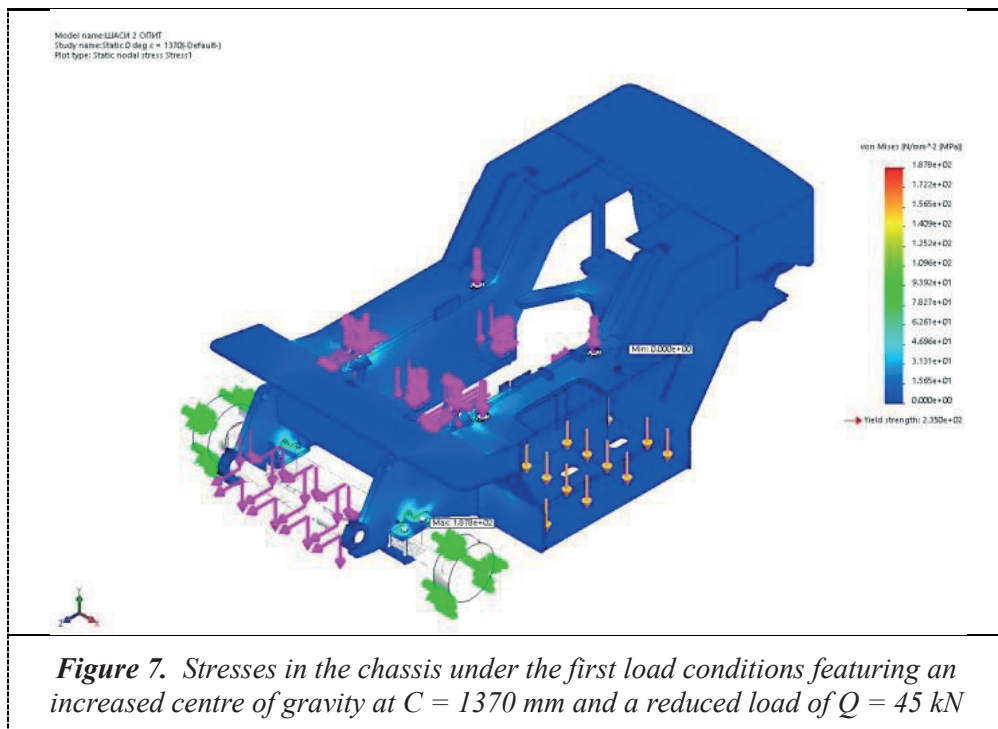 Model name:ШАСИ 2 ОПИТ
Study name:Static 0 deg c = 1370(-Default-)
Plot type: Static nodal stress Stress1
von Mises (N/mm^2 (MPa))
1.878e+02
1.722e+02
1.565e+02
1.409e+02
1.252e+02
1.096e+02
9.392e+01
7.827e+01
6.261e+01
4.696e+01
3.131e+01
1.565e+01
0.000e+00
Yield strength: 2.350e+02
Min: 0.000e+00
Max: 1.878e+02
Y
Z
X
Figure 7. Stresses in the chassis under the first load conditions featuring an
increased centre of gravity at C = 1370 mm and a reduced load of Q = 45 kN